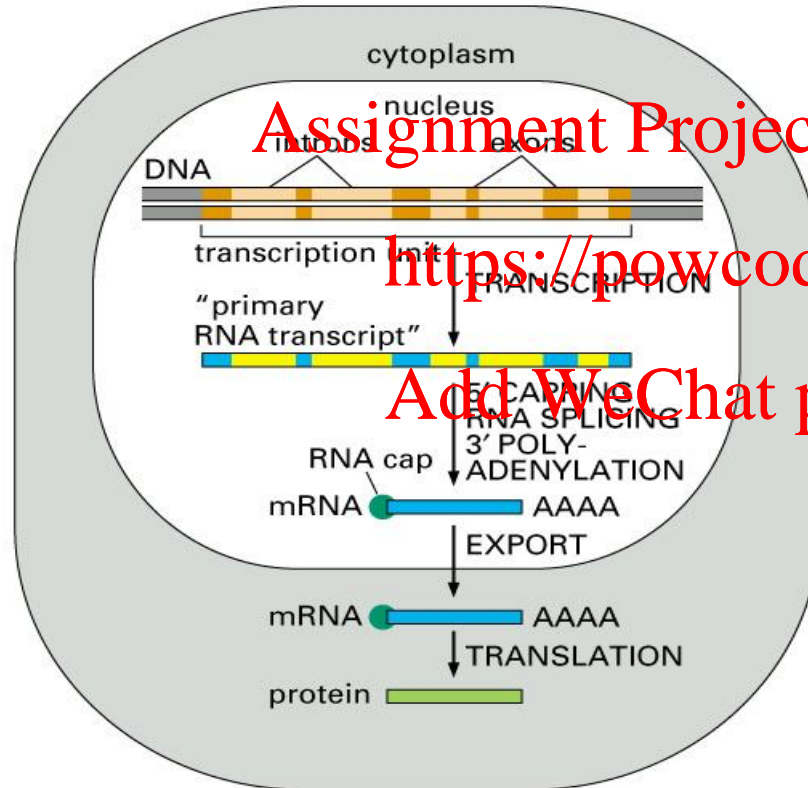 cytoplasm
nucleus
Assignment Projec
introns
exons
DNA
transcription unit
https://powcod
TRANSCRIPTION
"primary
RNA transcript"
Add WeChat p
5′ CAPPING
RNA SPLICING
3′ POLY-
ADENYLATION
RNA cap
mRNA
AAAA
EXPORT
mRNA
AAAA
TRANSLATION
protein